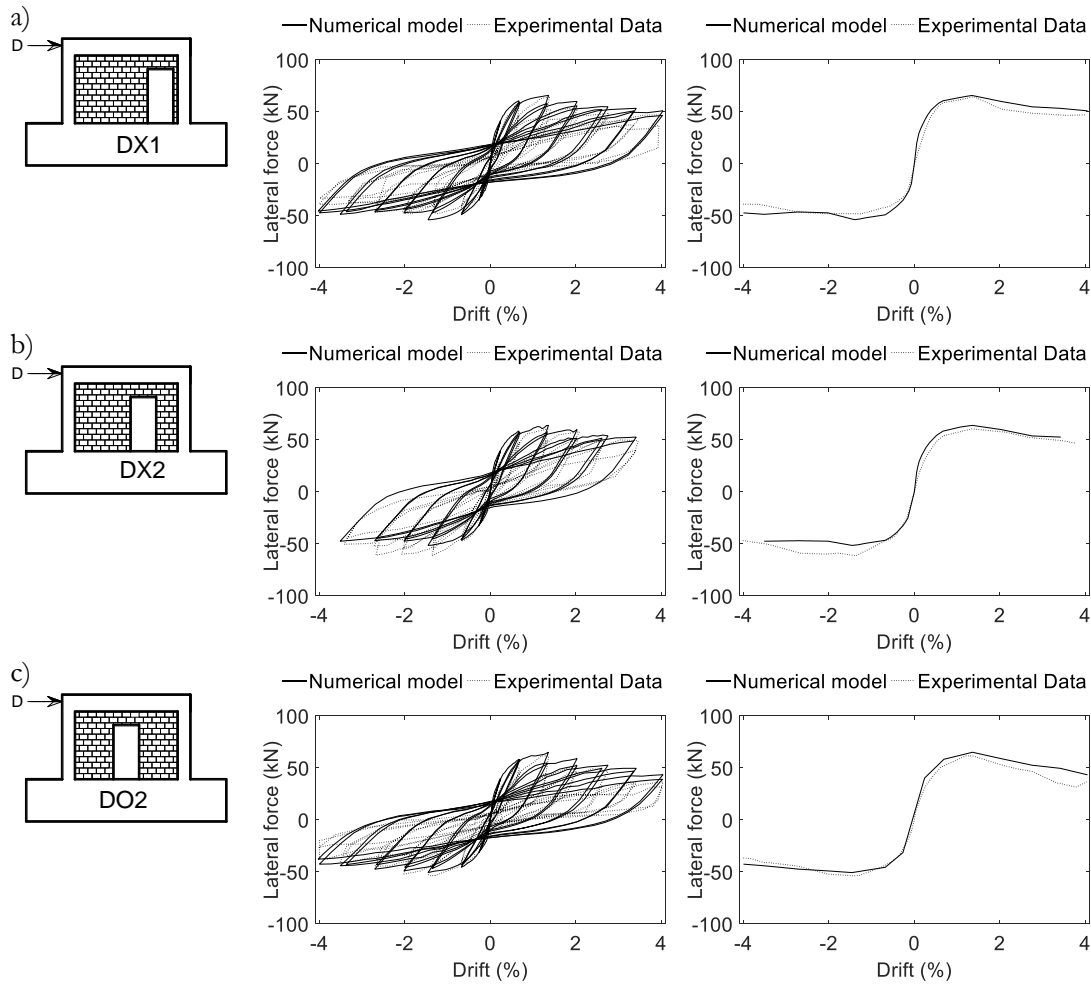 a)
D
DX1
Numerical model Experimental Data
Lateral force (kN)
100
50
0
-50
-100
-4 -2 0 2 4
Drift (%)
Numerical model Experimental Data
Lateral force (kN)
100
50
0
-50
-100
-4 -2 0 2 4
Drift (%)
b)
D
DX2
Numerical model Experimental Data
Lateral force (kN)
100
50
0
-50
-100
-4 -2 0 2 4
Drift (%)
Numerical model Experimental Data
Lateral force (kN)
100
50
0
-50
-100
-4 -2 0 2 4
Drift (%)
c)
D
DO2
Numerical model Experimental Data
Lateral force (kN)
100
50
0
-50
-100
-4 -2 0 2 4
Drift (%)
Numerical model Experimental Data
Lateral force (kN)
100
50
0
-50
-100
-4 -2 0 2 4
Drift (%)